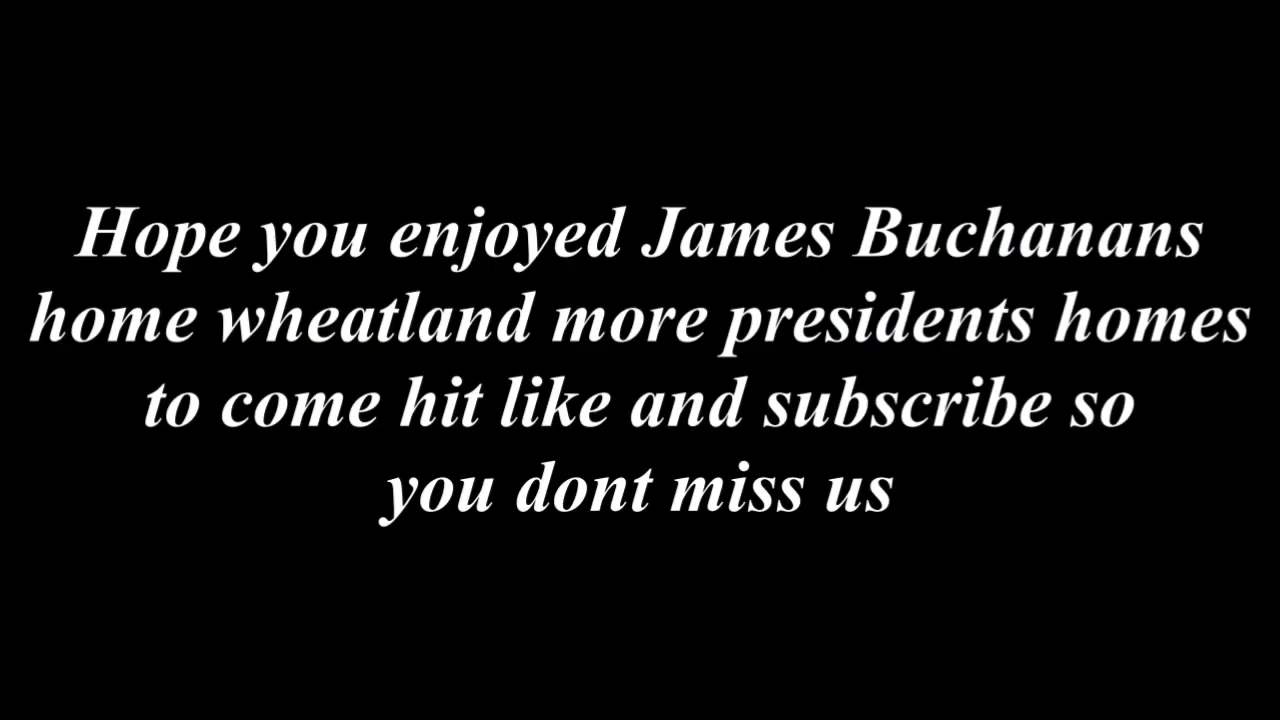 Hope you enjoyed James Buchanans
home wheatland more presidents homes
to come hit like and subscribe so
you dont miss us